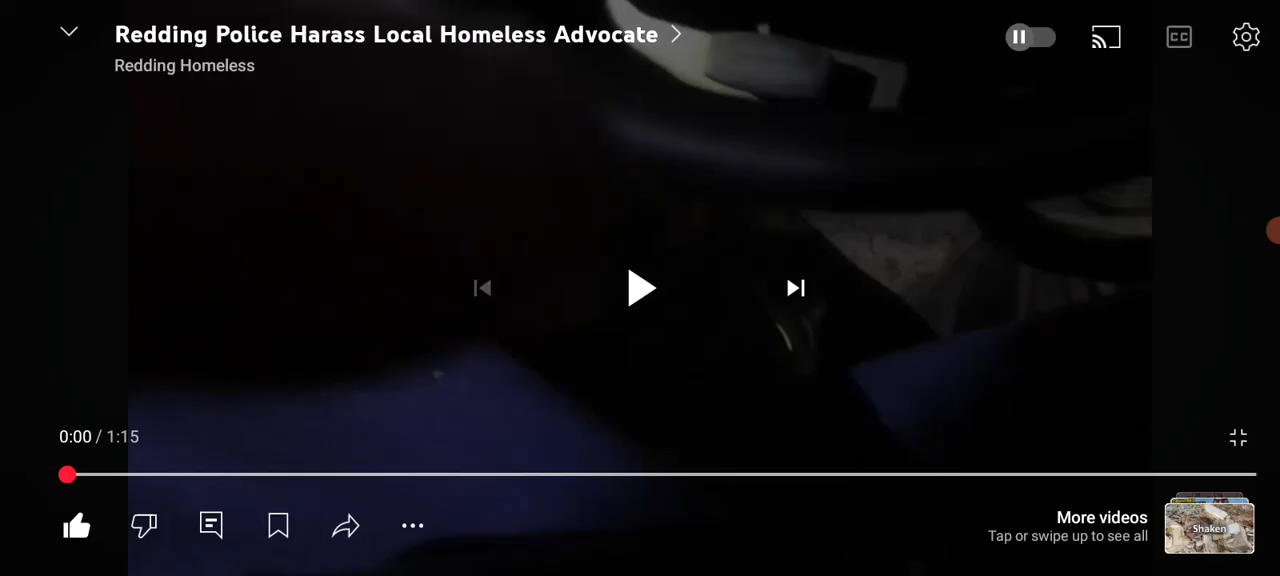 Redding Police Harass Local Homeless Advocate
Redding Homeless
CC
0:00 / 1:15
More videos
Tap or swipe up to see all
Shaken